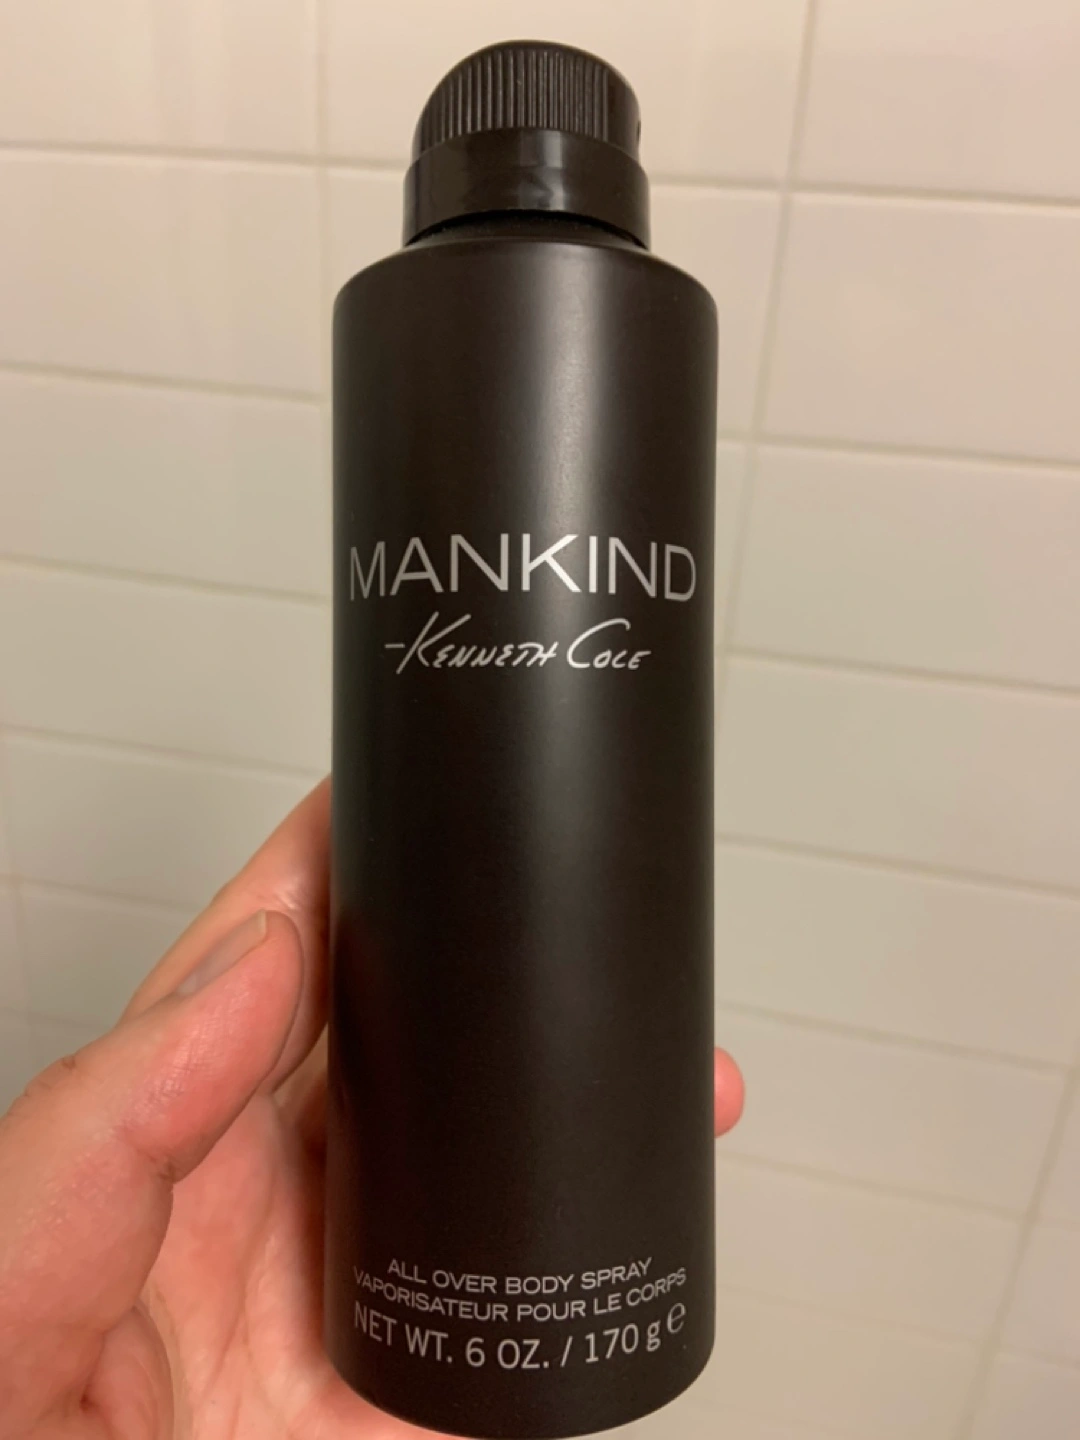 MANKIND
-KENNETH COLE
ALL OVER BODY SPRAY
VAPORISATEUR POUR LE CORPS
NET WT. 6 OZ. / 170 g ℮